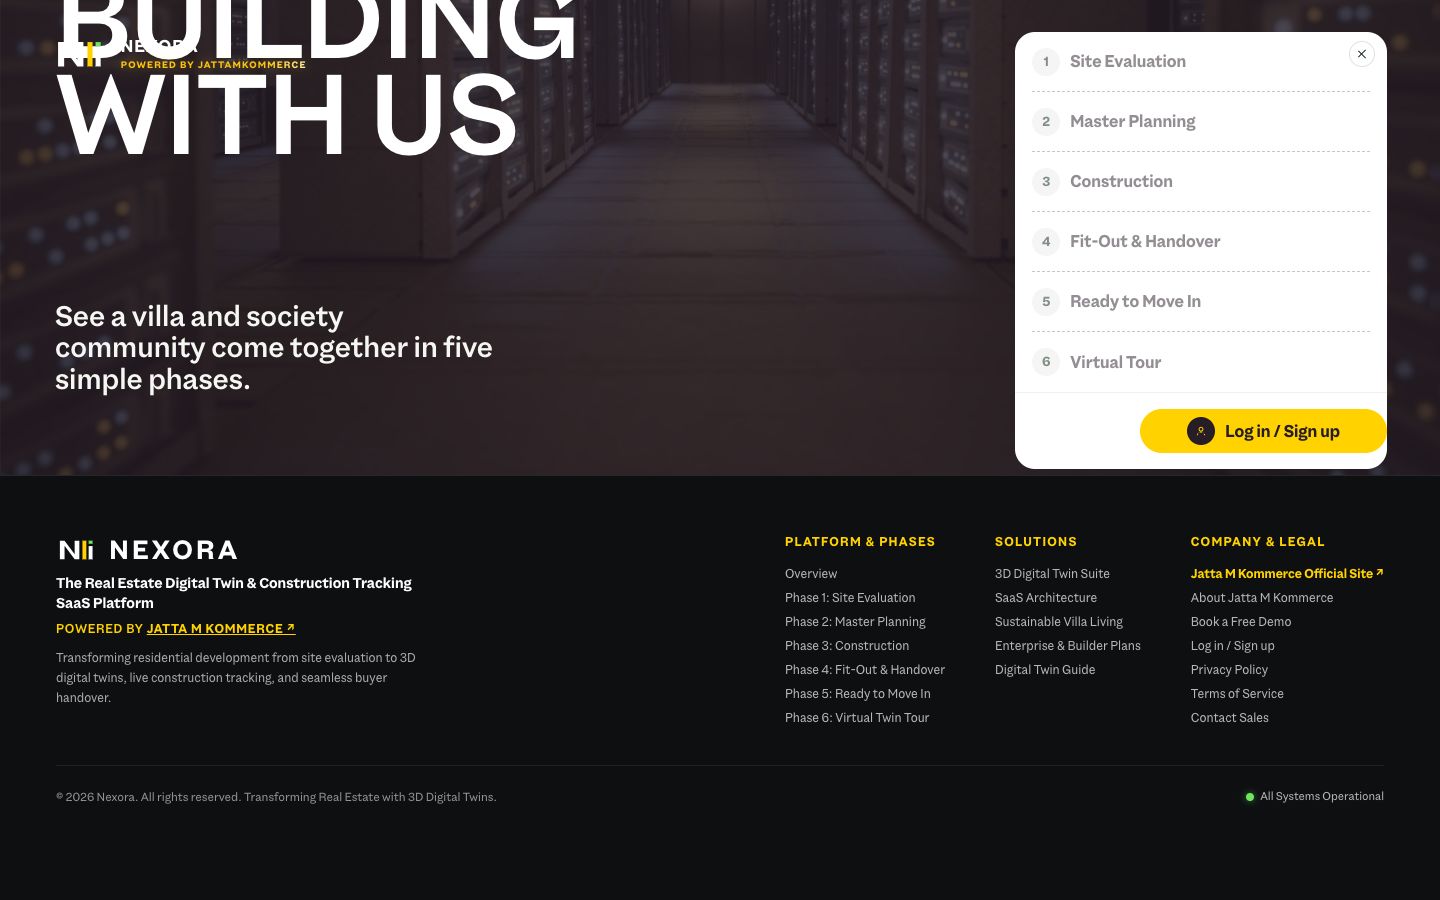 BUILDING
NEXORA
POWERED BY JATTAMKOMMERCE
WITH US
See a villa and society
community come together in five
simple phases.
1 Site Evaluation
2 Master Planning
3 Construction
4 Fit-Out & Handover
5 Ready to Move In
6 Virtual Tour
Log in / Sign up
NEXORA
The Real Estate Digital Twin & Construction Tracking
SaaS Platform
POWERED BY JATTA M KOMMERCE ↗
Transforming residential development from site evaluation to 3D
digital twins, live construction tracking, and seamless buyer
handover.
PLATFORM & PHASES
Overview
Phase 1: Site Evaluation
Phase 2: Master Planning
Phase 3: Construction
Phase 4: Fit-Out & Handover
Phase 5: Ready to Move In
Phase 6: Virtual Twin Tour
SOLUTIONS
3D Digital Twin Suite
SaaS Architecture
Sustainable Villa Living
Enterprise & Builder Plans
Digital Twin Guide
COMPANY & LEGAL
Jatta M Kommerce Official Site ↗
About Jatta M Kommerce
Book a Free Demo
Log in / Sign up
Privacy Policy
Terms of Service
Contact Sales
© 2026 Nexora. All rights reserved. Transforming Real Estate with 3D Digital Twins.
All Systems Operational